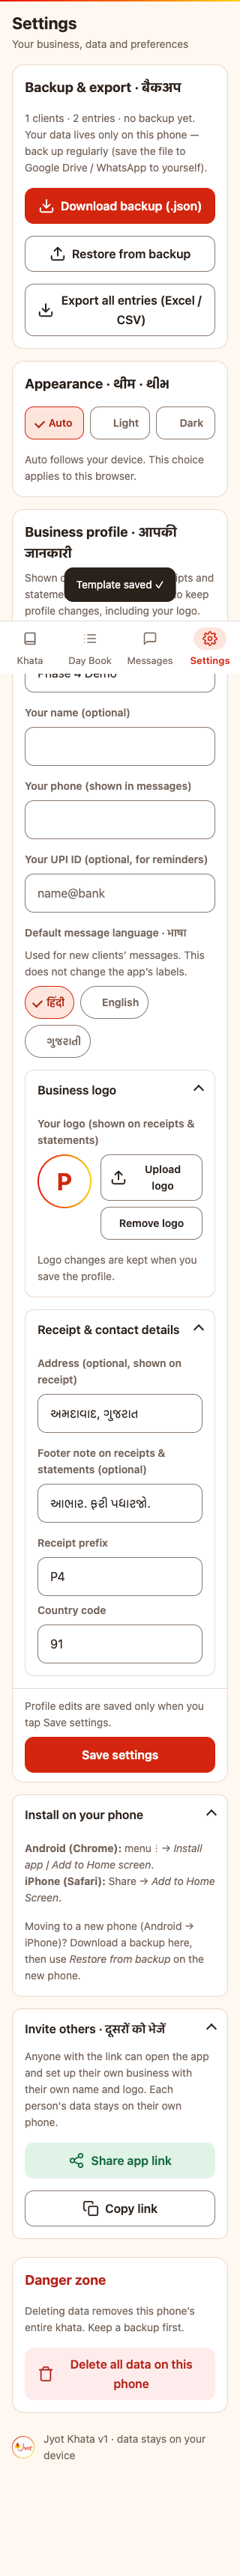 Settings
Your business, data and preferences
Backup & export · बैकअप
1 clients · 2 entries · no backup yet.
Your data lives only on this phone —
back up regularly (save the file to
Google Drive / WhatsApp to yourself).
Download backup (.json)
Restore from backup
Export all entries (Excel /
CSV)
Appearance · थीम · થીમ
Auto
Light
Dark
Auto follows your device. This choice
applies to this browser.
Business profile · आपकी
जानकारी
Template saved ✓
profile changes, including your logo.
Khata
Day Book
Messages
Settings
Phase 4 Demo
Your name (optional)
Your phone (shown in messages)
Your UPI ID (optional, for reminders)
name@bank
Default message language · भाषा
Used for new clients’ messages. This
does not change the app’s labels.
हिंदी
English
ગુજરાતી
Business logo
Your logo (shown on receipts &
statements)
P
Upload
logo
Remove logo
Logo changes are kept when you
save the profile.
Receipt & contact details
Address (optional, shown on
receipt)
અમદાવાદ, ગુજરાત
Footer note on receipts &
statements (optional)
આભાર. ફરી પધારજો.
Receipt prefix
P4
Country code
91
Profile edits are saved only when you
tap Save settings.
Save settings
Install on your phone
Android (Chrome): menu ⋮ → Install
app / Add to Home screen.
iPhone (Safari): Share → Add to Home
Screen.
Moving to a new phone (Android →
iPhone)? Download a backup here,
then use Restore from backup on the
new phone.
Invite others · दूसरों को भेजें
Anyone with the link can open the app
and set up their own business with
their own name and logo. Each
person's data stays on their own
phone.
Share app link
Copy link
Danger zone
Deleting data removes this phone’s
entire khata. Keep a backup first.
Delete all data on this
phone
Jyot Khata v1 · data stays on your
device